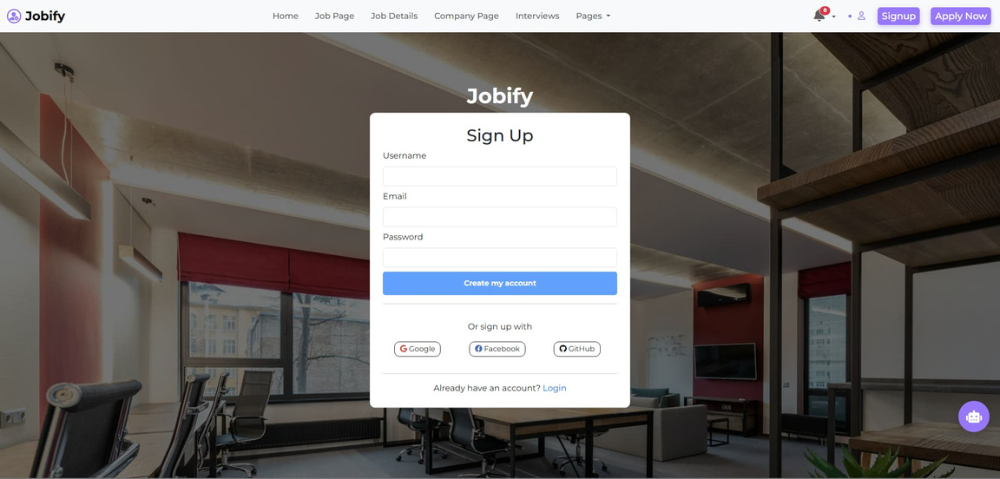 Jobify Home Job Page Job Details Company Page Interviews Pages 8 Signup Apply Now
Jobify
Sign Up
Username
Email
Password
Create my account
Or sign up with
Google Facebook GitHub
Already have an account? Login